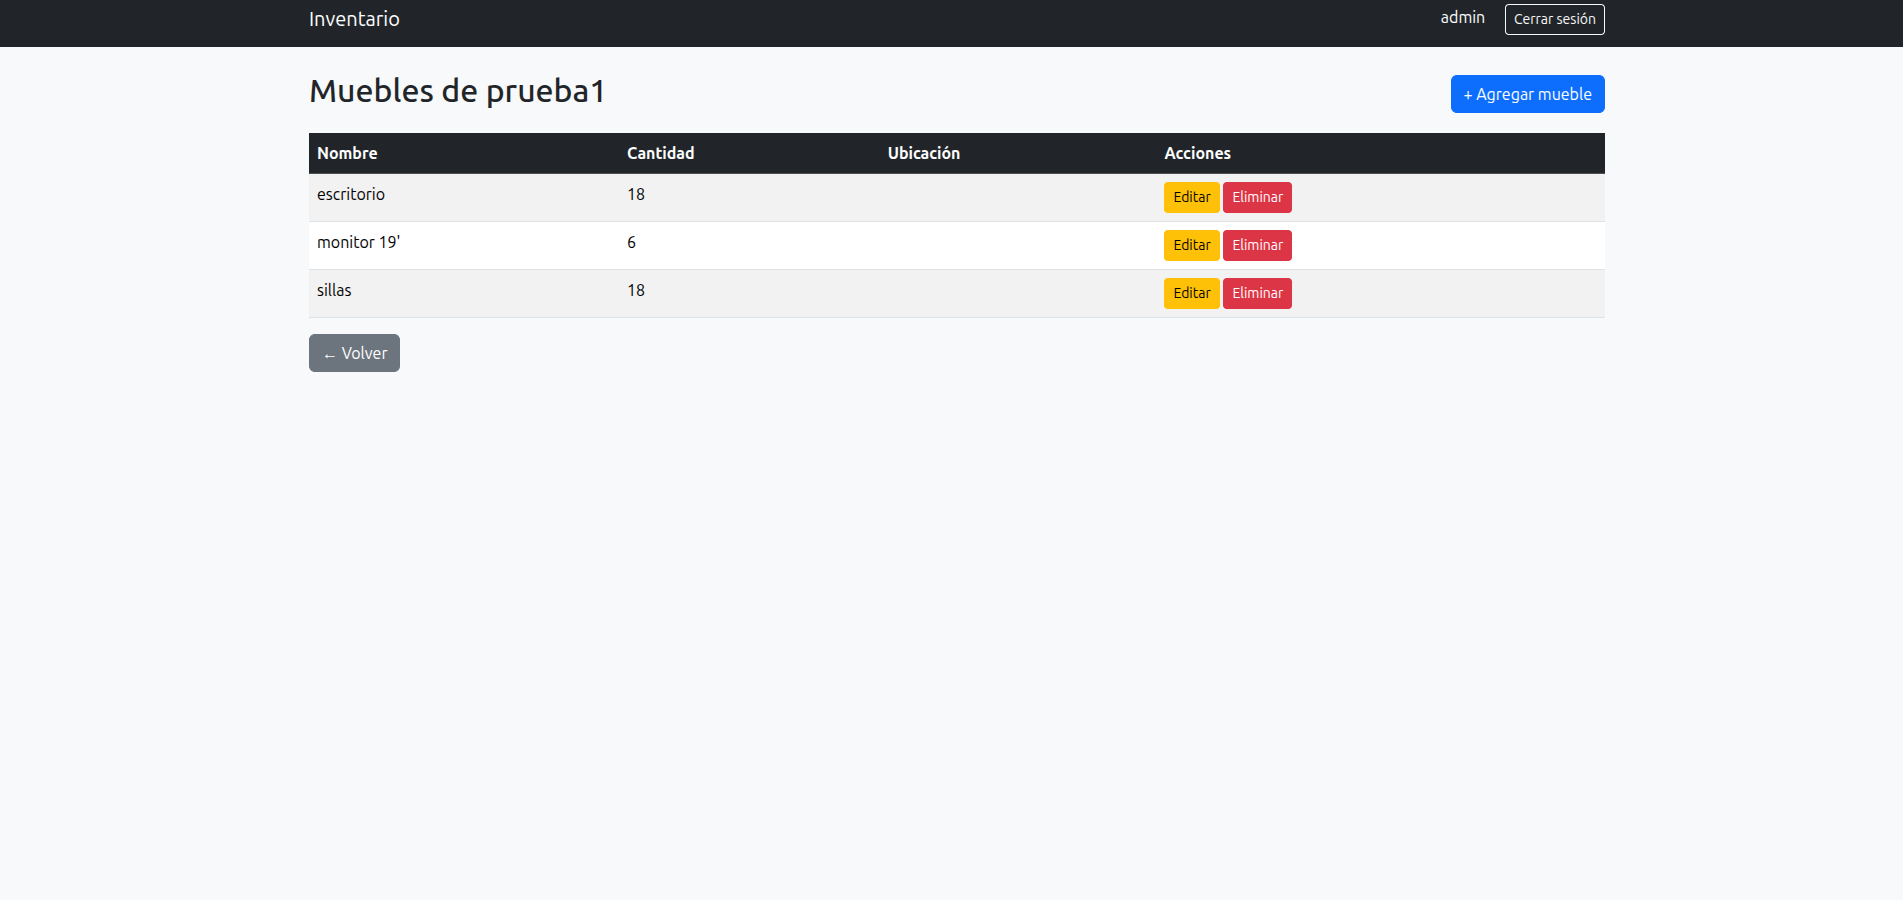 Inventario
admin
Cerrar sesión
Muebles de prueba1
+ Agregar mueble
Nombre Cantidad Ubicación Acciones
escritorio 18 Editar Eliminar
monitor 19' 6 Editar Eliminar
sillas 18 Editar Eliminar
← Volver